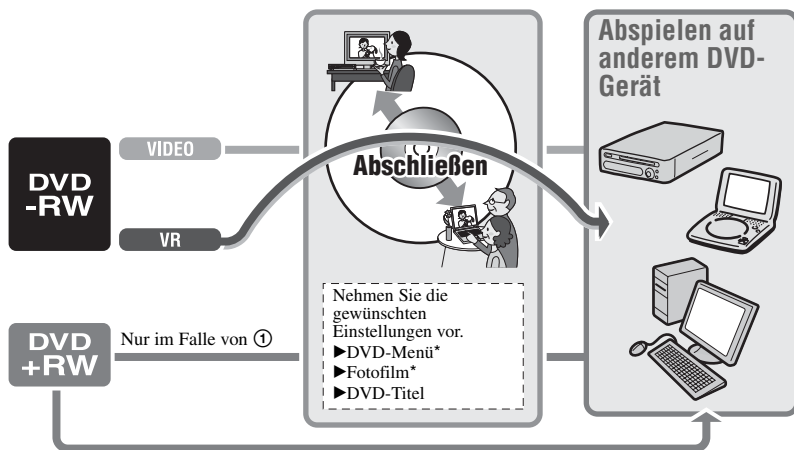 Abspielen auf
anderem DVD-
Gerät
VIDEO
DVD
-RW
Abschließen
VR
Nehmen Sie die
gewünschten
Einstellungen vor.
▶DVD-Menü*
▶Fotofilm*
▶DVD-Titel
DVD
+RW
Nur im Falle von ①